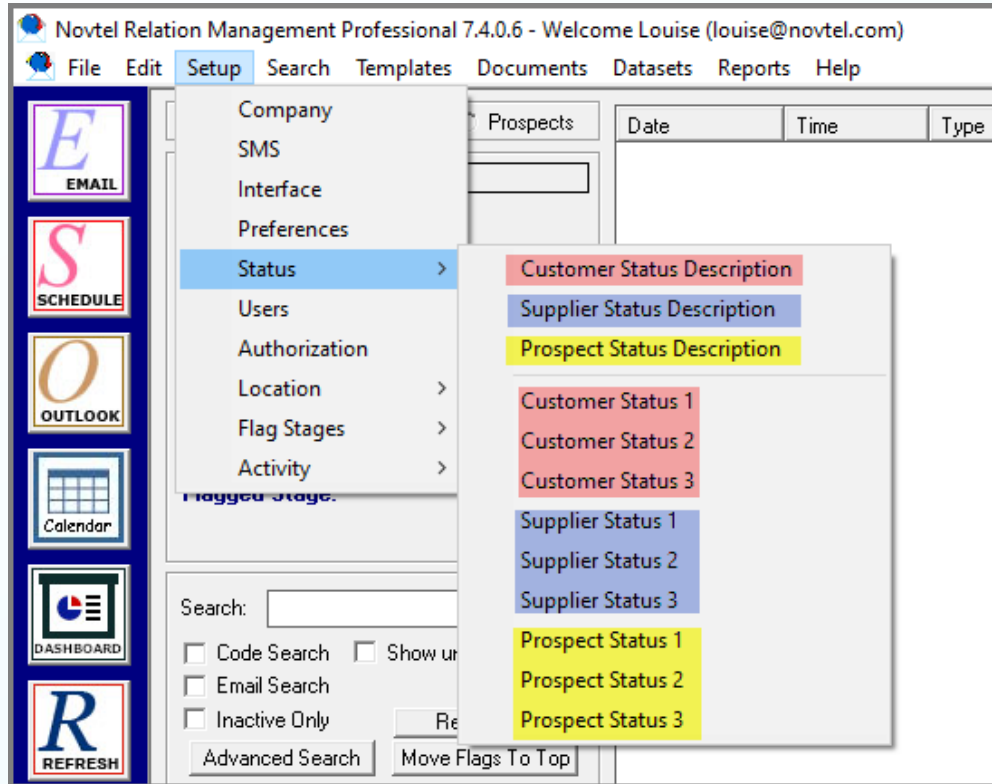 Novtel Relation Management Professional 7.4.0.6 - Welcome Louise (louise@novtel.com)
File Edit Setup Search Templates Documents Datasets Reports Help
E
EMAIL
S
SCHEDULE
O
OUTLOOK
Calendar
DASHBOARD
R
REFRESH
Company
SMS
Interface
Preferences
Status >
Users
Authorization
Location >
Flag Stages >
Activity >
Prospects
Date Time Type
Customer Status Description
Supplier Status Description
Prospect Status Description
Customer Status 1
Customer Status 2
Customer Status 3
Supplier Status 1
Supplier Status 2
Supplier Status 3
Prospect Status 1
Prospect Status 2
Prospect Status 3
Flagged Stage:
Search:
Code Search Show
Email Search
Inactive Only
Advanced Search Move Flags To Top